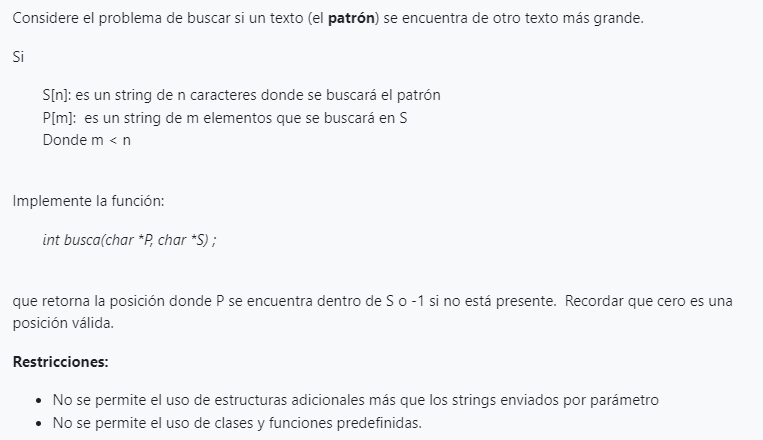 Considere el problema de buscar si un texto (el patrón) se encuentra de otro texto más grande.
Si
S[n]: es un string de n caracteres donde se buscará el patrón
P[m]: es un string de m elementos que se buscará en S
Donde m < n
Implemente la función:
int busca(char *P, char *S) ;
que retorna la posición donde P se encuentra dentro de S o -1 si no está presente. Recordar que cero es una
posición válida.
Restricciones:
• No se permite el uso de estructuras adicionales más que los strings enviados por parámetro
• No se permite el uso de clases y funciones predefinidas.